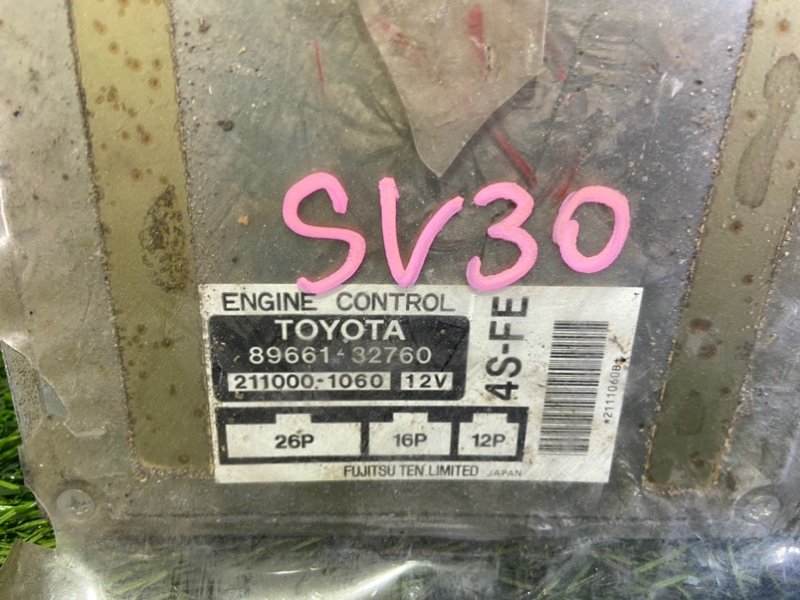 SV30
ENGINE CONTROL
TOYOTA
89661-32760
211000-1060 12V
4S-FE
26P 16P 12P
FUJITSU TEN.LIMITED JAPAN